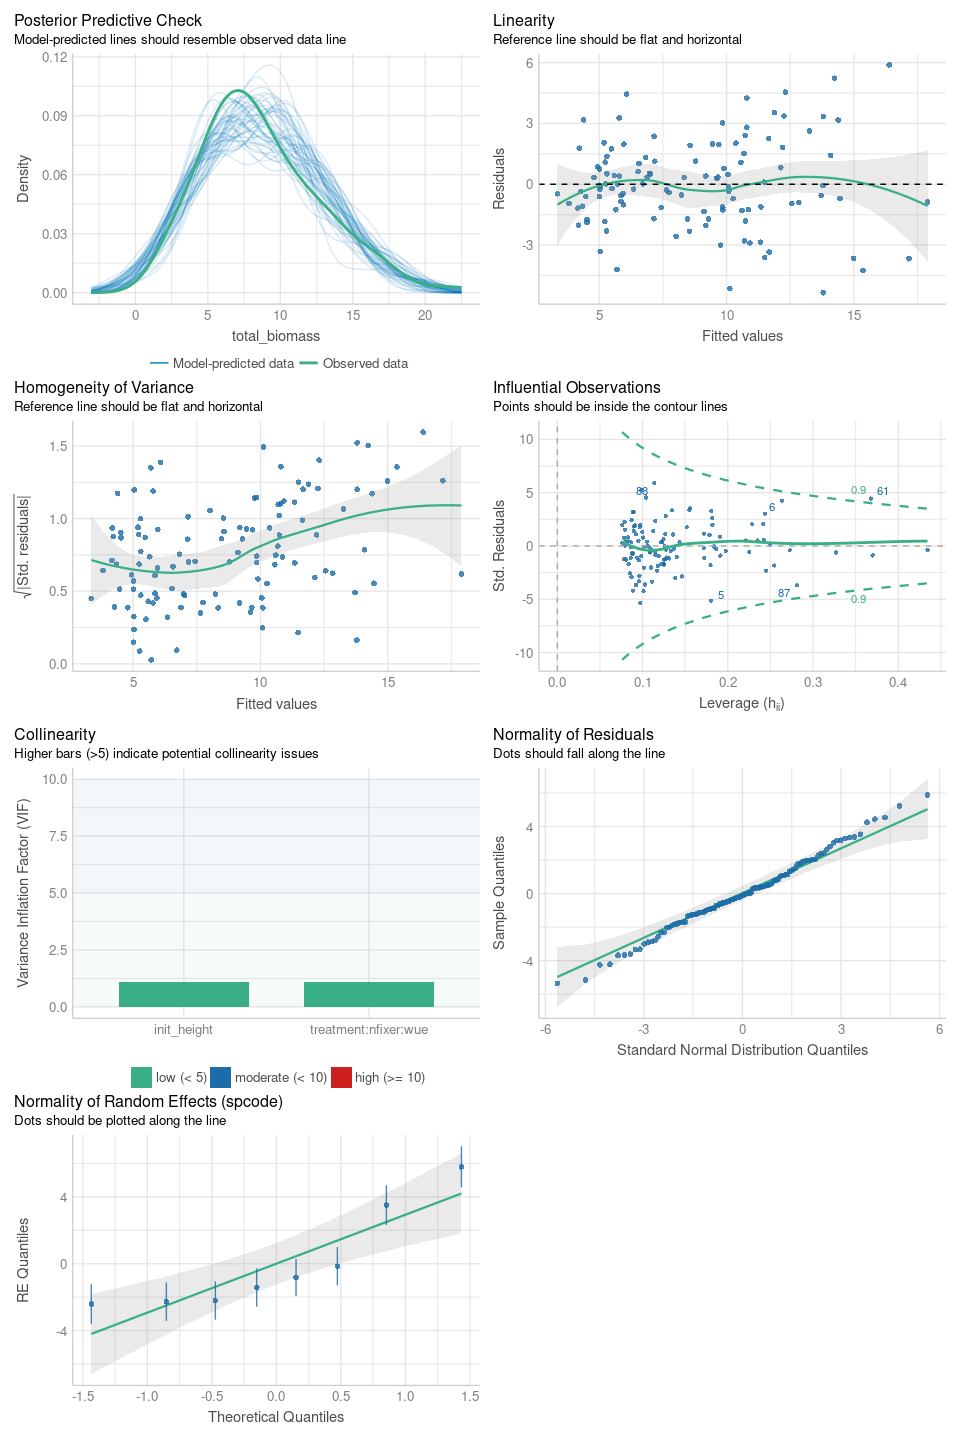 Posterior Predictive Check
Model-predicted lines should resemble observed data line
0.12
0.09
0.06
0.03
0.00
Density
0
5
10
15
20
total_biomass
Model-predicted data
Observed data
Linearity
Reference line should be flat and horizontal
6
3
0
-3
Residuals
5
10
15
Fitted values
Homogeneity of Variance
Reference line should be flat and horizontal
1.5
1.0
0.5
0.0
√|Std. residuals|
5
10
15
Fitted values
Influential Observations
Points should be inside the contour lines
10
5
0
-5
-10
Std. Residuals
88
0.9
61
6
5
87
0.9
0.0
0.1
0.2
0.3
0.4
Leverage (hii)
Collinearity
Higher bars (>5) indicate potential collinearity issues
10.0
7.5
5.0
2.5
0.0
Variance Inflation Factor (VIF)
init_height
treatment:nfixer:wue
low (< 5)
moderate (< 10)
high (>= 10)
Normality of Residuals
Dots should fall along the line
4
0
-4
Sample Quantiles
-6
-3
0
3
6
Standard Normal Distribution Quantiles
Normality of Random Effects (spcode)
Dots should be plotted along the line
4
0
-4
RE Quantiles
-1.5
-1.0
-0.5
0.0
0.5
1.0
1.5
Theoretical Quantiles